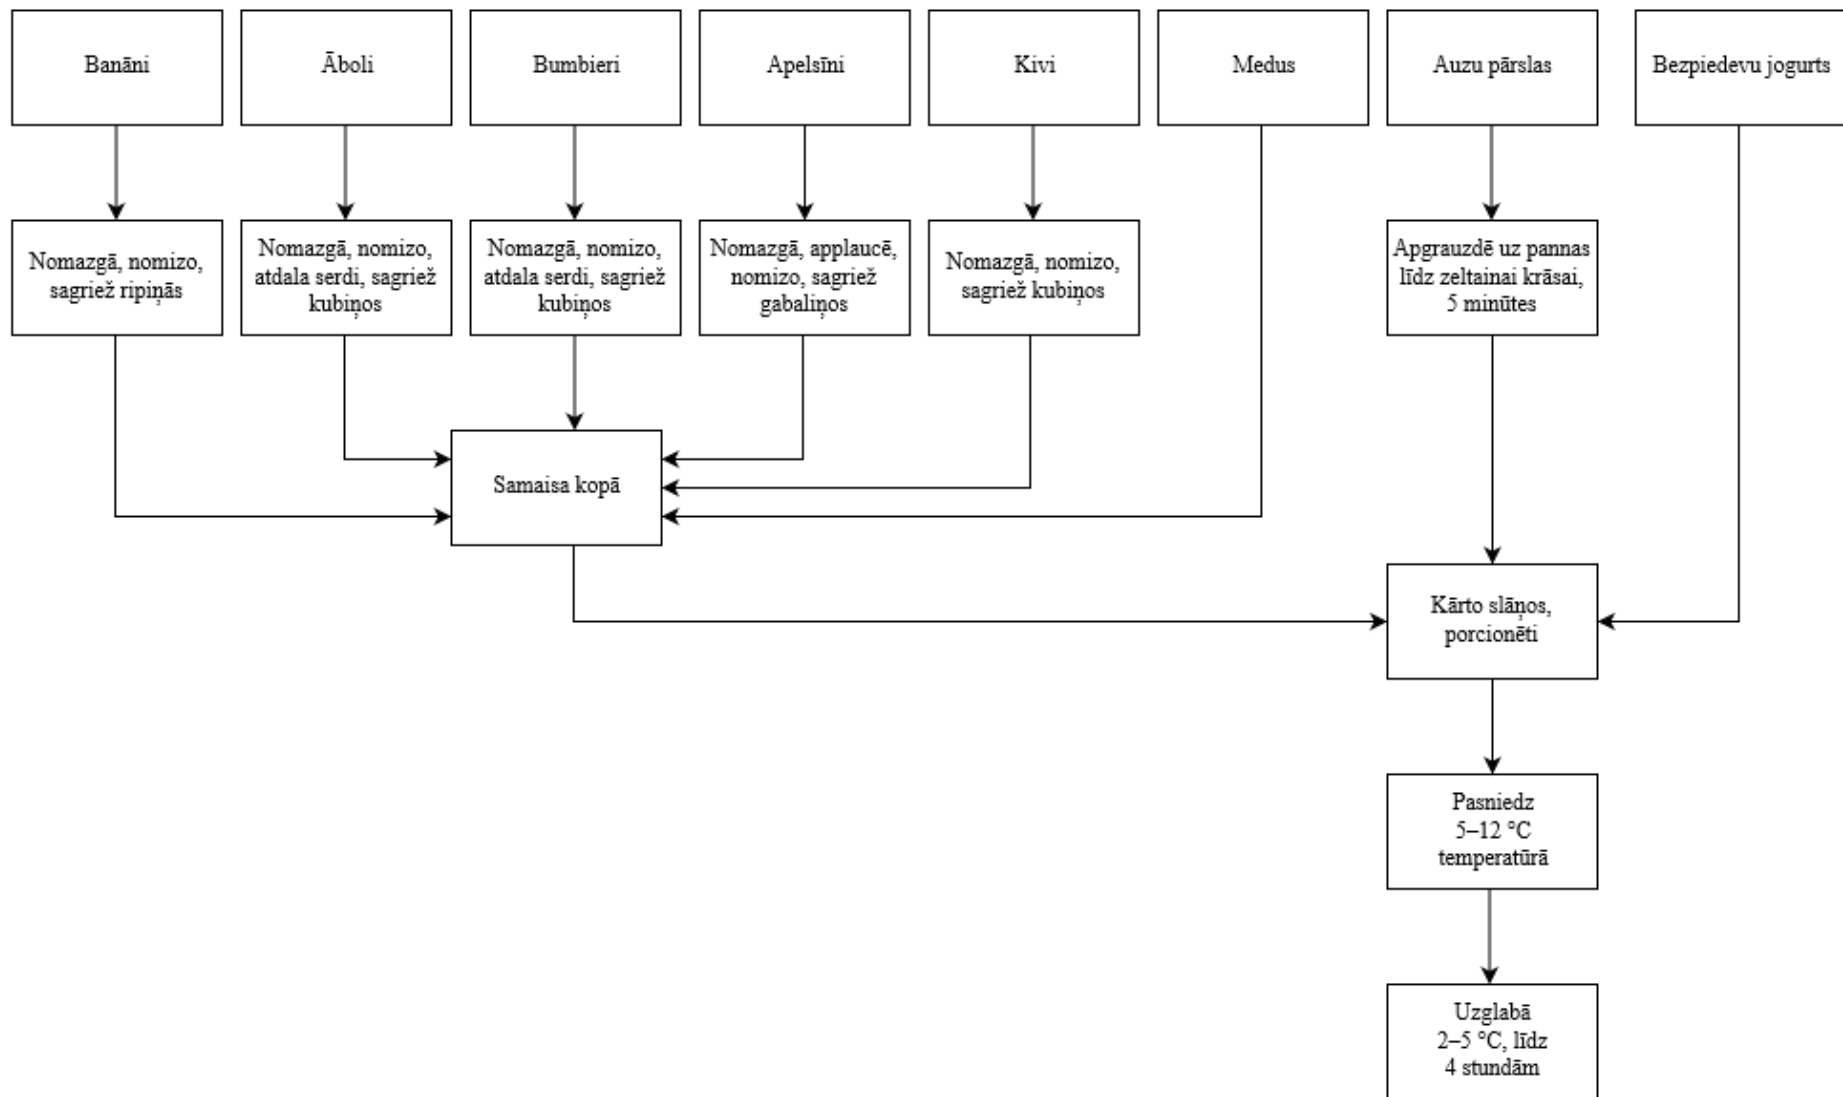 Banāni
Āboli
Bumbieri
Apelsīni
Kivi
Medus
Auzu pārslas
Bezpiedevu jogurts
Nomazgā, nomizo,
sagriež ripiņās
Nomazgā, nomizo,
atdala serdi, sagriež
kubiņos
Nomazgā, nomizo,
atdala serdi, sagriež
kubiņos
Nomazgā, applaucē,
nomizo, sagriež
gabaliņos
Nomazgā, nomizo,
sagriež kubiņos
Apgrauzdē uz pannas
līdz zeltainai krāsai,
5 minūtes
Samaisa kopā
Kārto slāņos,
porcionēti
Pasniedz
5–12 °C
temperatūrā
Uzglabā
2–5 °C, līdz
4 stundām